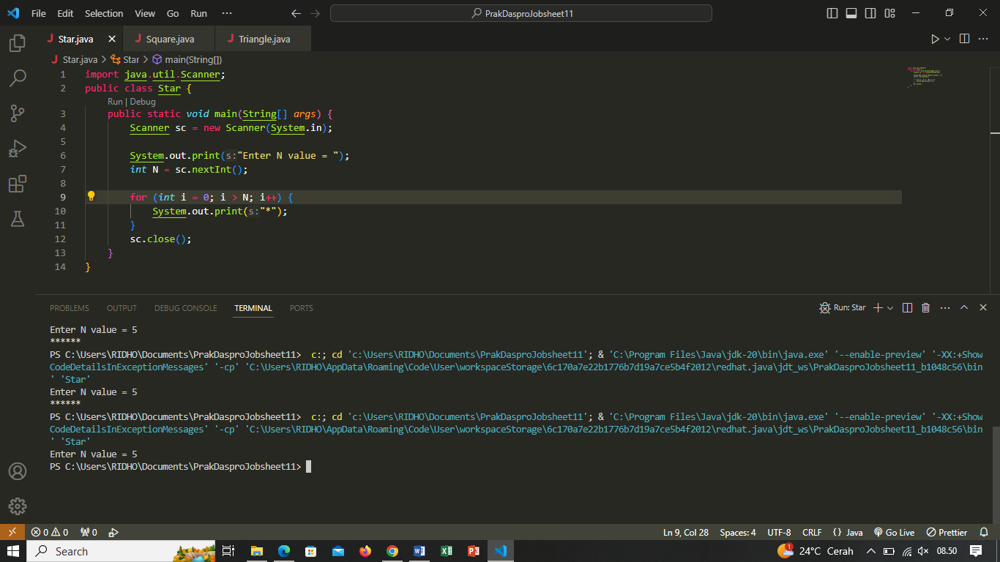 File Edit Selection View Go Run ··· PrakDasproJobsheet11
J Star.java J Square.java J Triangle.java
J Star.java > Star > main(String[])
1 import java.util.Scanner;
2 public class Star {
Run | Debug
3 public static void main(String[] args) {
4 Scanner sc = new Scanner(System.in);
5
6 System.out.print(s:"Enter N value = ");
7 int N = sc.nextInt();
8
9 for (int i = 0; i > N; i++) {
10 System.out.print(s:"*");
11 }
12 sc.close();
13 }
14 }
PROBLEMS OUTPUT DEBUG CONSOLE TERMINAL PORTS Run: Star
Enter N value = 5
******
PS C:\Users\RIDHO\Documents\PrakDasproJobsheet11> c:; cd 'c:\Users\RIDHO\Documents\PrakDasproJobsheet11'; & 'C:\Program Files\Java\jdk-20\bin\java.exe' '--enable-preview' '-XX:+Show
CodeDetailsInExceptionMessages' '-cp' 'C:\Users\RIDHO\AppData\Roaming\Code\User\workspaceStorage\6c170a7e22b1776b7d19a7ce5b4f2012\redhat.java\jdt_ws\PrakDasproJobsheet11_b1048c56\bin
' 'Star'
Enter N value = 5
******
PS C:\Users\RIDHO\Documents\PrakDasproJobsheet11> c:; cd 'c:\Users\RIDHO\Documents\PrakDasproJobsheet11'; & 'C:\Program Files\Java\jdk-20\bin\java.exe' '--enable-preview' '-XX:+Show
CodeDetailsInExceptionMessages' '-cp' 'C:\Users\RIDHO\AppData\Roaming\Code\User\workspaceStorage\6c170a7e22b1776b7d19a7ce5b4f2012\redhat.java\jdt_ws\PrakDasproJobsheet11_b1048c56\bin
' 'Star'
Enter N value = 5
PS C:\Users\RIDHO\Documents\PrakDasproJobsheet11>
0 0 0 Ln 9, Col 28 Spaces: 4 UTF-8 CRLF {} Java Go Live Prettier
Search 1 24°C Cerah 08.50